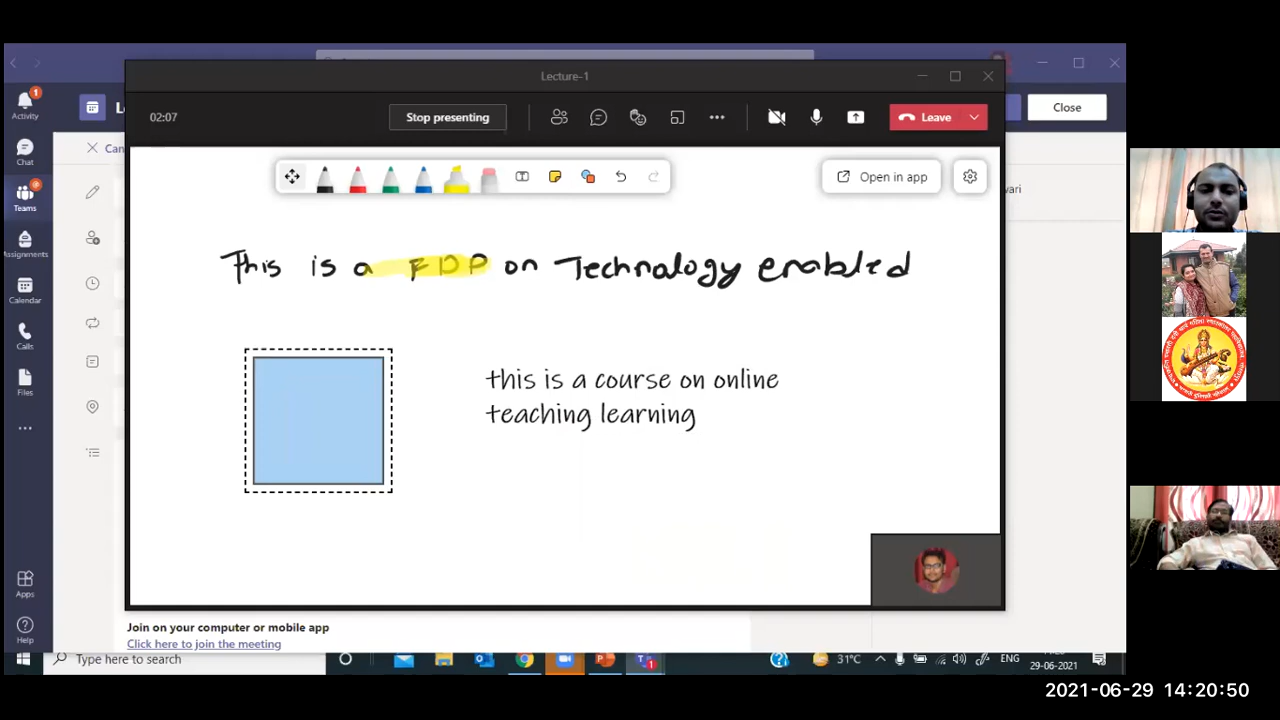 Lecture-1
02:07
Stop presenting
Leave
Close
Activity
Chat
Teams
Assignments
Calendar
Calls
Files
Apps
Help
Can
Open in app
vari
This is a FDP on Technalogy enabled
this is a course on online
teaching learning
Join on your computer or mobile app
Click here to join the meeting
Type here to search
31°C
ENG
29-06-2021
2021-06-29 14:20:50